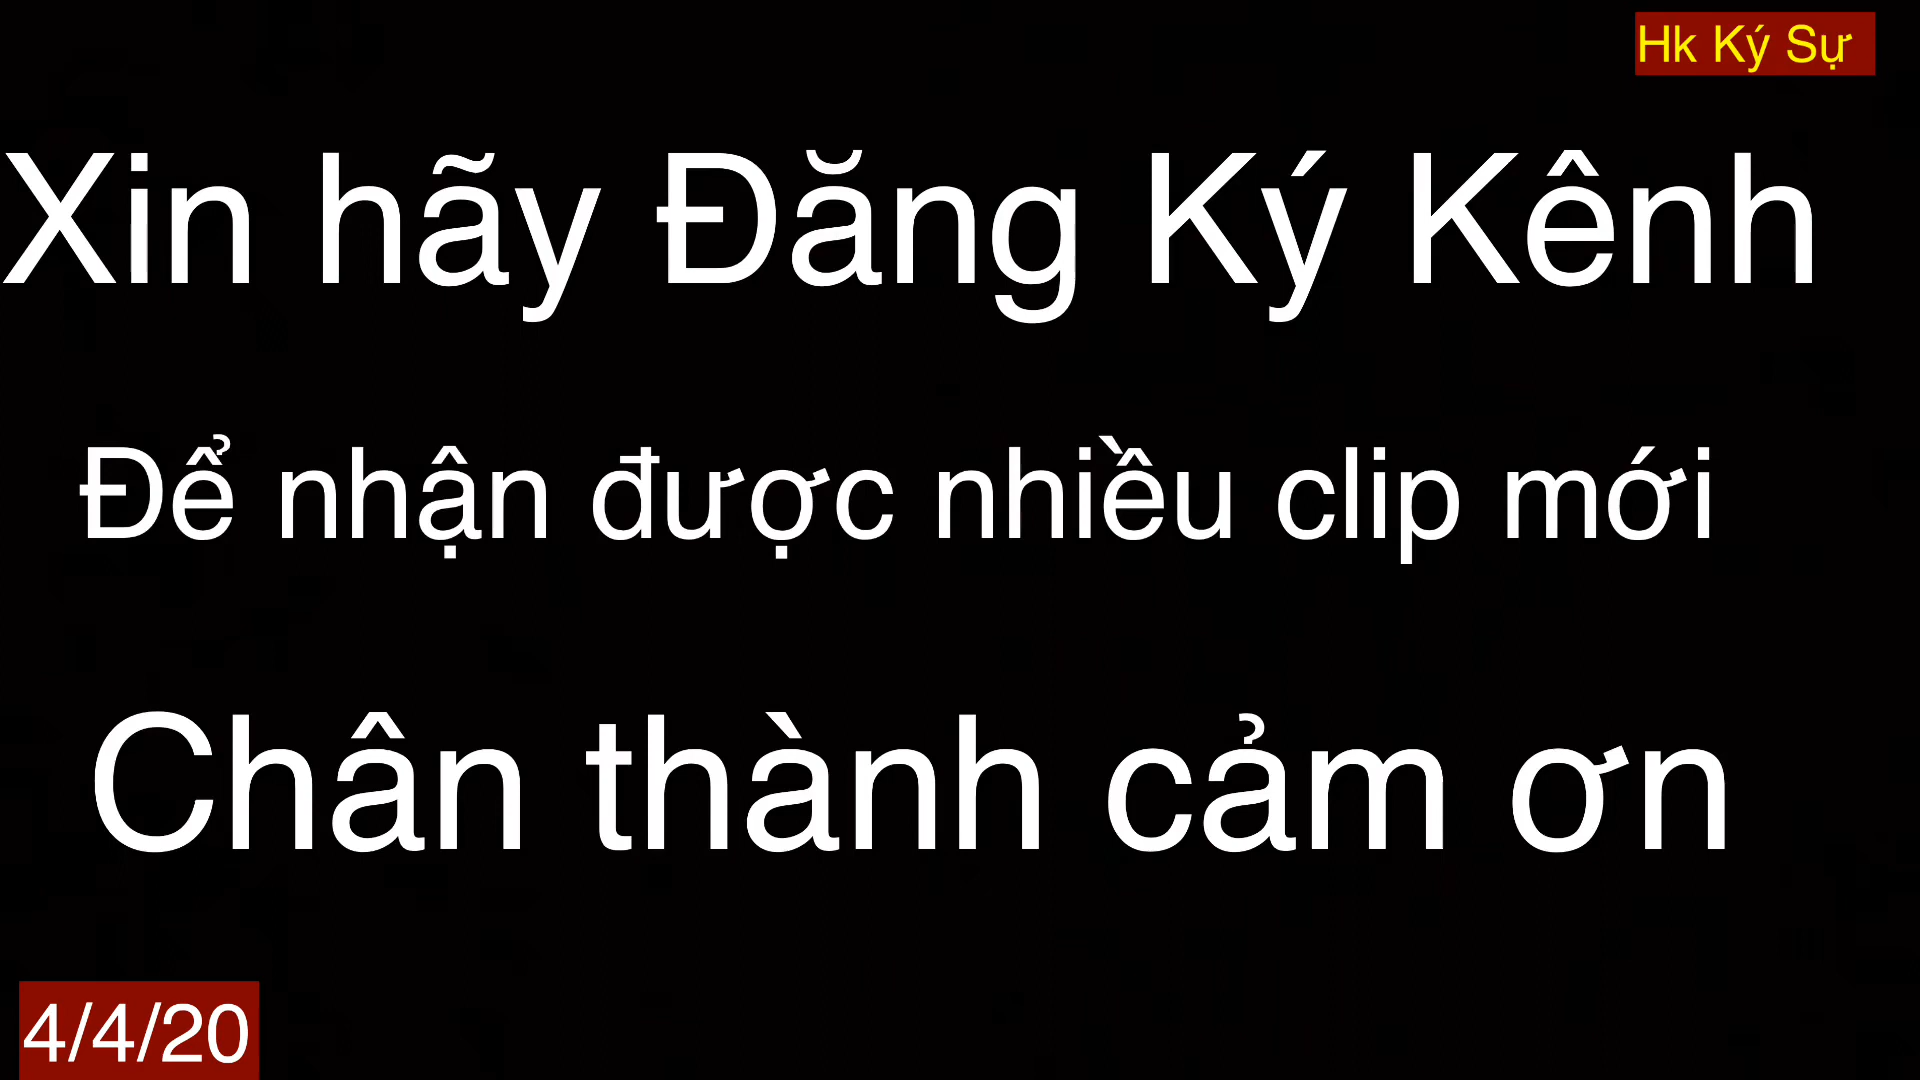 Hk Ký Sự
Xin hãy Đăng Ký Kênh
Để nhận được nhiều clip mới
Chân thành cảm ơn
4/4/20